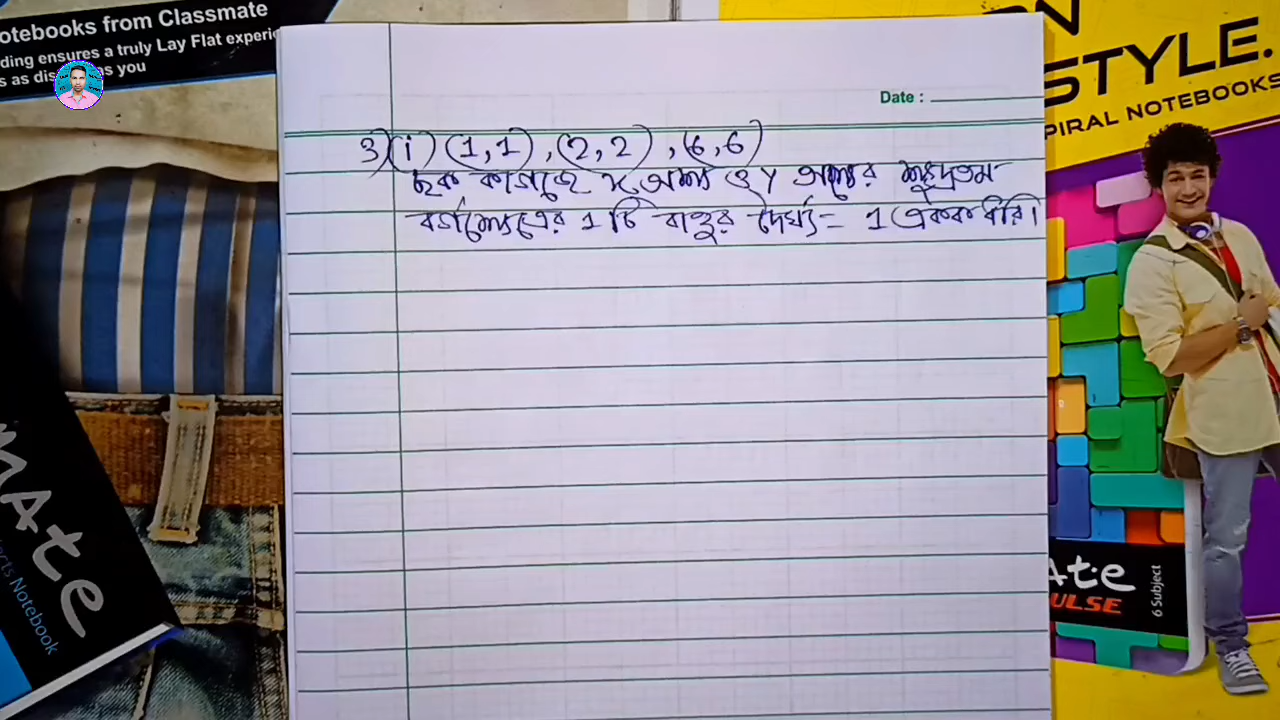 otebooks from Classmate
ding ensures a truly Lay Flat experie
s as dis as you
Date :
3)(i) (1,1) , (2,2) , (6,6)
ছক কাগজে x অক্ষ ও y অক্ষের ক্ষুদ্রতম
বর্গক্ষেত্রের 1 টি বাহুর দৈর্ঘ্য = 1 একক ধরি।
N
STYLE.
PIRAL NOTEBOOKS
mate
ects Notebook
ate
ULSE
6 Subject